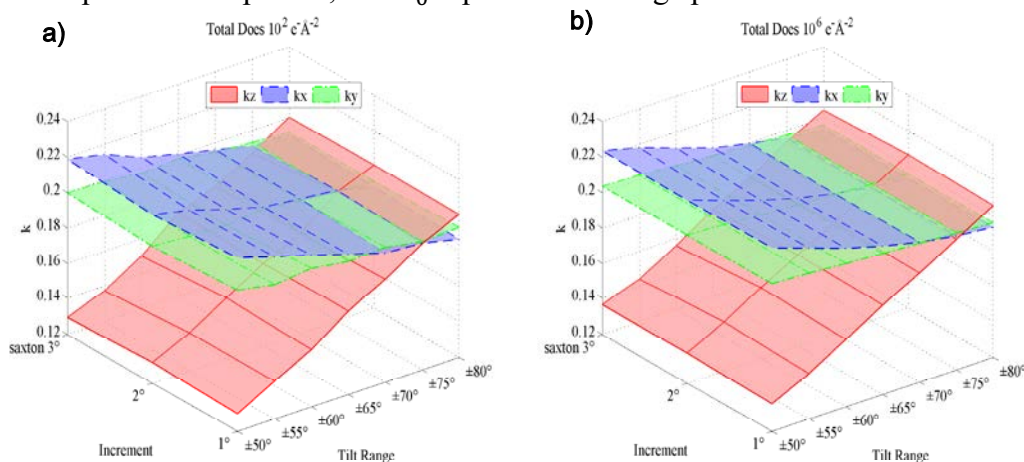 a)
Total Does 10² e⁻Å⁻²
kz kx ky
0.24
0.22
0.2
0.18
0.16
0.14
0.12
k
saxton 3°
2°
1°
Increment
±50°
±55°
±60°
±65°
±70°
±75°
±80°
Tilt Range
b)
Total Does 10⁶ e⁻Å⁻²
kz kx ky
0.24
0.22
0.2
0.18
0.16
0.14
0.12
k
saxton 3°
2°
1°
Increment
±50°
±55°
±60°
±65°
±70°
±75°
±80°
Tilt Range